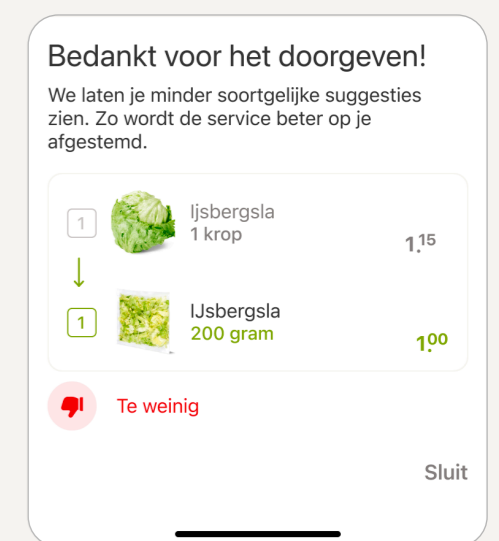 Bedankt voor het doorgeven!
We laten je minder soortgelijke suggesties
zien. Zo wordt de service beter op je
afgestemd.
1
Ijsbergsla
1 krop
1.15
1
IJsbergsla
200 gram
1.00
Te weinig
Sluit